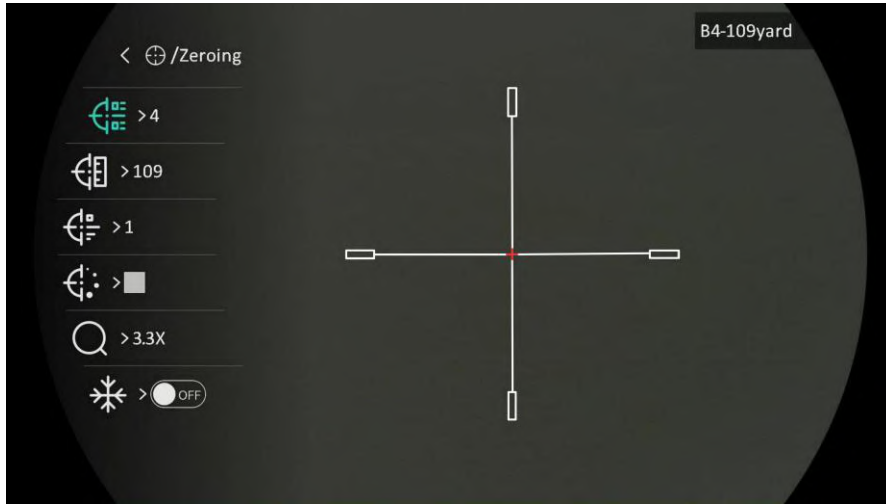 B4-109yard
< /Zeroing
>4
>109
>1
>
>3.3X
> OFF